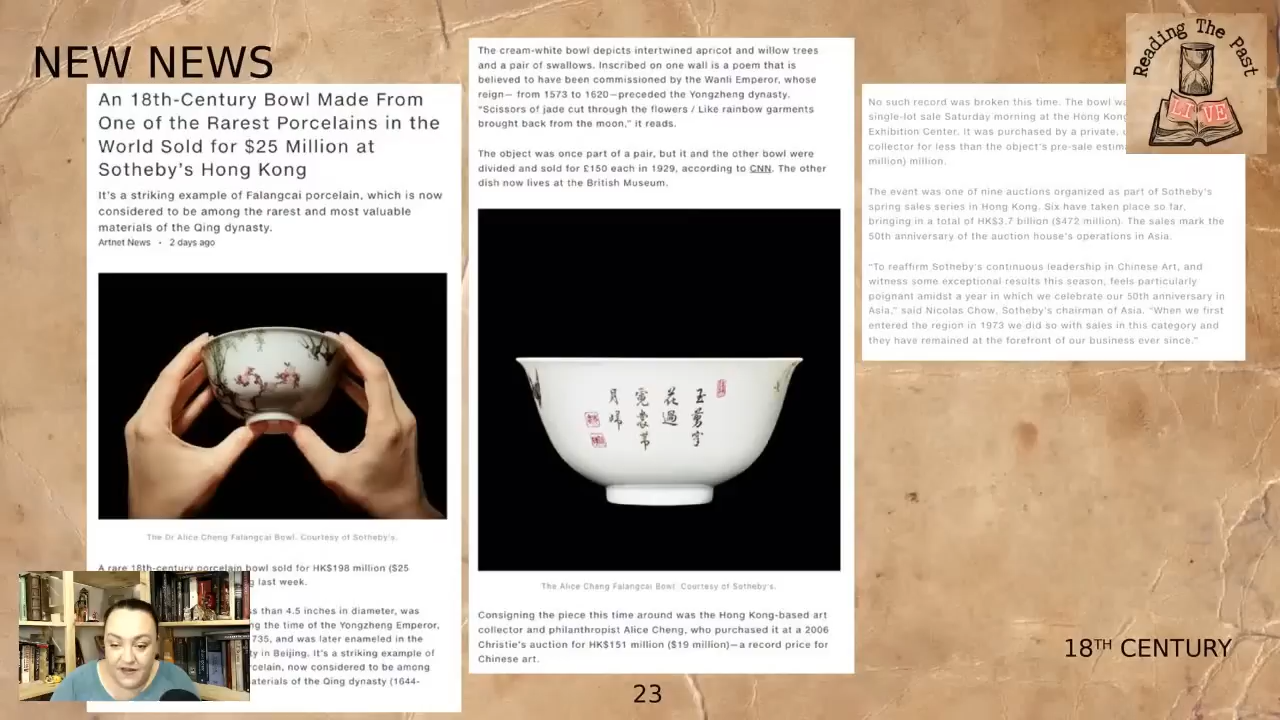 NEW NEWS
An 18th-Century Bowl Made From
One of the Rarest Porcelains in the
World Sold for $25 Million at
Sotheby's Hong Kong
It's a striking example of Falangcai porcelain, which is now
considered to be among the rarest and most valuable
materials of the Qing dynasty.
Artnet News • 2 days ago
The Dr Alice Cheng Falangcai Bowl. Courtesy of Sotheby's.
A rare 18th-century porcelain bowl sold for HK$198 million ($25
g last week.
s than 4.5 inches in diameter, was
ng the time of the Yongzheng Emperor,
735, and was later enameled in the
y in Beijing. It's a striking example of
rcelain, now considered to be among
aterials of the Qing dynasty (1644-
The cream-white bowl depicts intertwined apricot and willow trees
and a pair of swallows. Inscribed on one wall is a poem that is
believed to have been commissioned by the Wanli Emperor, whose
reign— from 1573 to 1620—preceded the Yongzheng dynasty.
"Scissors of jade cut through the flowers / Like rainbow garments
brought back from the moon," it reads.
The object was once part of a pair, but it and the other bowl were
divided and sold for £150 each in 1929, according to CNN. The other
dish now lives at the British Museum.
玉剪穿
花過
霓裳帶
月歸
The Alice Cheng Falangcai Bowl. Courtesy of Sotheby's.
Consigning the piece this time around was the Hong Kong-based art
collector and philanthropist Alice Cheng, who purchased it at a 2006
Christie's auction for HK$151 million ($19 million)—a record price for
Chinese art.
No such record was broken this time. The bowl wa
single-lot sale Saturday morning at the Hong Kong
Exhibition Center. It was purchased by a private, u
collector for less than the object's pre-sale estima
million) million.
The event was one of nine auctions organized as part of Sotheby's
spring sales series in Hong Kong. Six have taken place so far,
bringing in a total of HK$3.7 billion ($472 million). The sales mark the
50th anniversary of the auction house's operations in Asia.
"To reaffirm Sotheby's continuous leadership in Chinese Art, and
witness some exceptional results this season, feels particularly
poignant amidst a year in which we celebrate our 50th anniversary in
Asia," said Nicolas Chow, Sotheby's chairman of Asia. "When we first
entered the region in 1973 we did so with sales in this category and
they have remained at the forefront of our business ever since."
Reading The Past
LIVE
18TH CENTURY
23